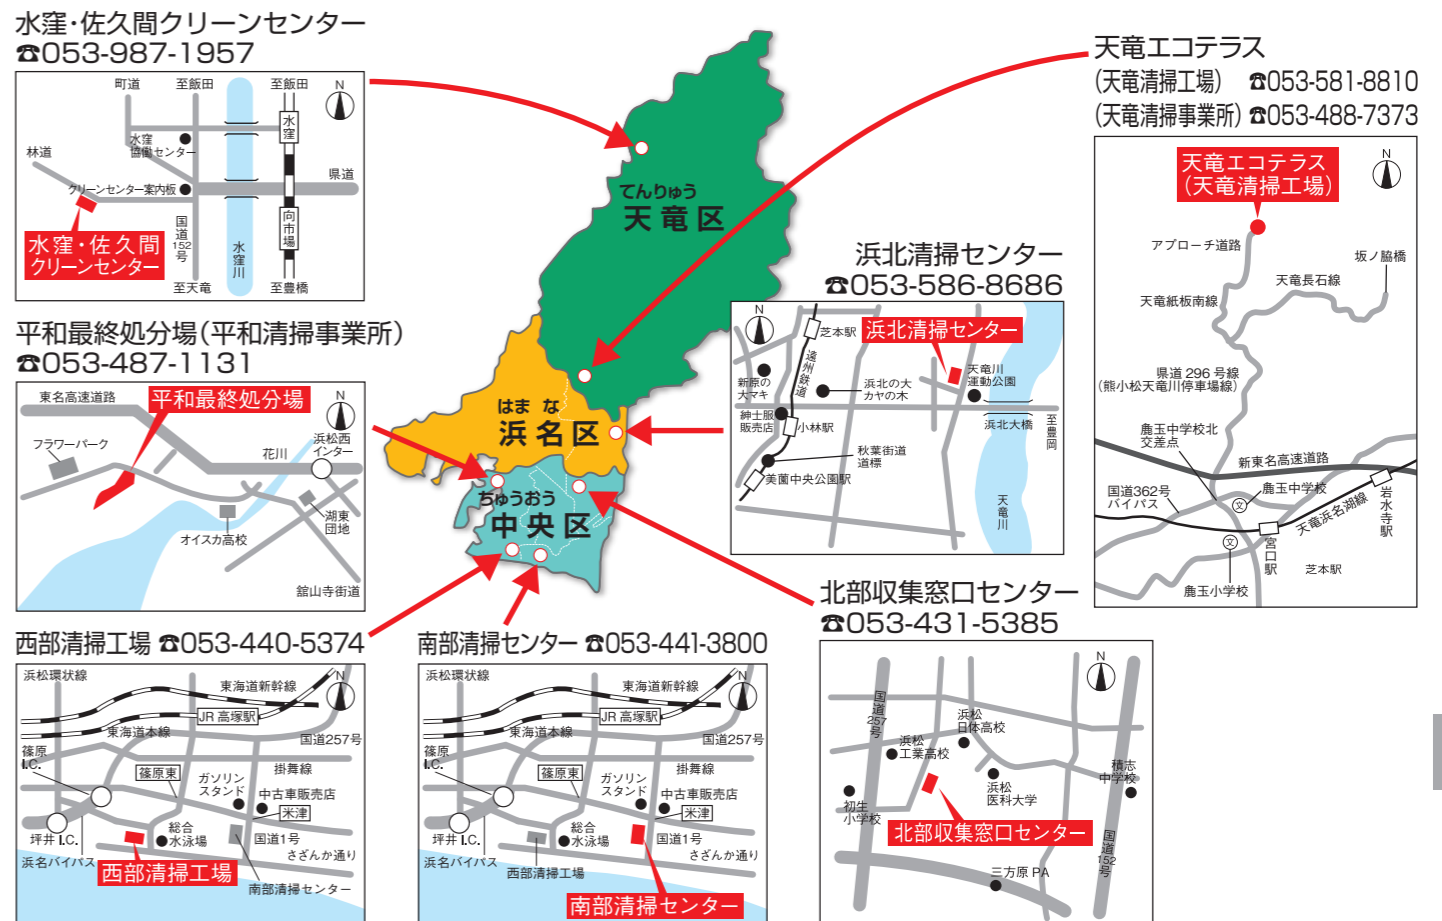 水窪・佐久間クリーンセンター
☎053-987-1957
町道
至飯田
至飯田
N
水窪
水窪
協働センター
林道
県道
クリーンセンター案内板
国道152号
水窪川
向市場
水窪・佐久間
クリーンセンター
至天竜
至豊橋
平和最終処分場(平和清掃事業所)
☎053-487-1131
東名高速道路
平和最終処分場
N
フラワーパーク
花川
浜松西
インター
オイスカ高校
湖東
団地
舘山寺街道
てんりゅう
天竜区
はまな
浜名区
ちゅうおう
中央区
天竜エコテラス
(天竜清掃工場) ☎053-581-8810
(天竜清掃事業所) ☎053-488-7373
N
天竜エコテラス
(天竜清掃工場)
アプローチ道路
坂ノ脇橋
天竜長石線
天竜紙板南線
県道296号線
(熊小松天竜川停車場線)
麁玉中学校北
交差点
新東名高速道路
国道362号
バイパス
文
麁玉中学校
天竜浜名湖線
岩水寺駅
文
宮口駅
芝本駅
麁玉小学校
浜北清掃センター
☎053-586-8686
N
芝本駅
浜北清掃センター
遠州鉄道
新原の
大マキ
浜北の大
カヤの木
天竜川
運動公園
紳士服
販売店
小林駅
浜北大橋
至豊岡
秋葉街道
道標
美薗中央公園駅
天竜川
北部収集窓口センター
☎053-431-5385
N
国道257号
浜松
日体高校
浜松
工業高校
積志
中学校
浜松
医科大学
初生
小学校
北部収集窓口センター
国道152号
三方原PA
西部清掃工場 ☎053-440-5374
浜松環状線
東海道新幹線
N
JR高塚駅
東海道本線
国道257号
篠原
I.C.
掛舞線
篠原東
ガソリン
スタンド
中古車販売店
米津
坪井I.C.
総合
水泳場
国道1号
浜名バイパス
さざんか通り
西部清掃工場
南部清掃センター
南部清掃センター ☎053-441-3800
浜松環状線
東海道新幹線
N
JR高塚駅
東海道本線
国道257号
篠原
I.C.
掛舞線
篠原東
ガソリン
スタンド
中古車販売店
米津
坪井I.C.
総合
水泳場
国道1号
浜名バイパス
さざんか通り
西部清掃工場
南部清掃センター